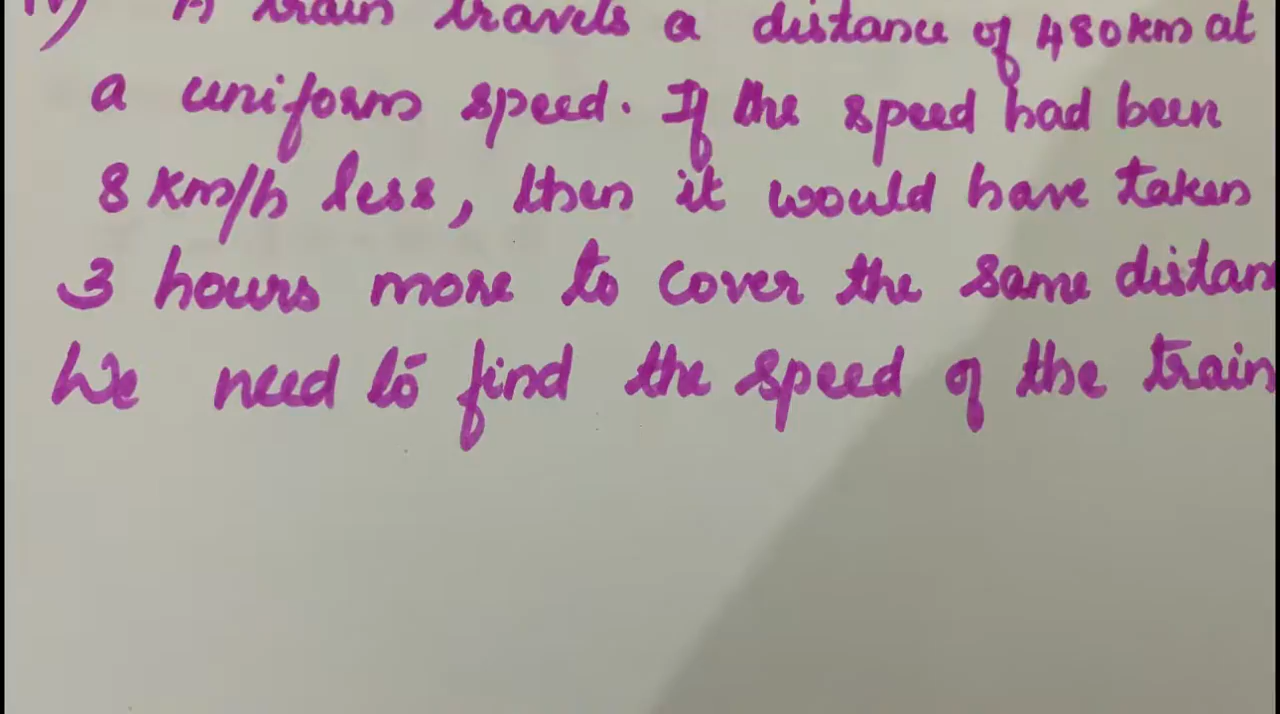 iv) A train travels a distance of 480km at
a uniform speed. If the speed had been
8 km/h less, then it would have taken
3 hours more to cover the same distan
We need to find the speed of the train